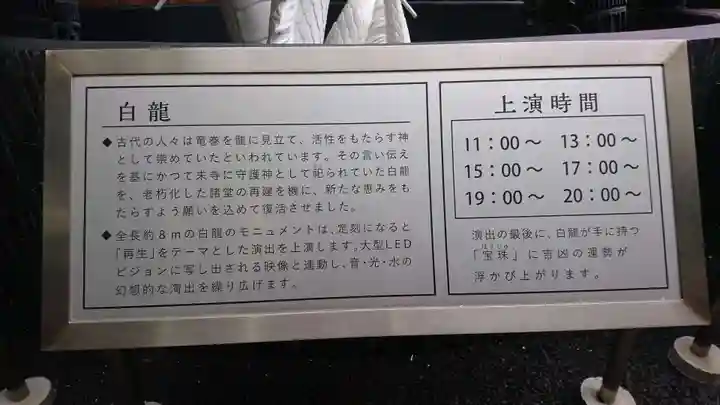 白龍
◆古代の人々は竜巻を龍に見立て、活性をもたらす神
として崇めていたといわれています。その言い伝え
を基にかつて未寺に守護神として祀られていた白龍
を、老朽化した諸堂の再建を機に、新たな恵みをも
たらすよう願いを込めて復活させました。
◆全長約8mの白龍のモニュメントは、定刻になると
「再生」をテーマとした演出を上演します。大型LED
ビジョンに写し出される映像と連動し、音・光・水の
幻想的な演出を繰り広げます。
上演時間
11：00～ 13：00～
15：00～ 17：00～
19：00～ 20：00～
演出の最後に、白龍が手に持つ
ほうじゅ
「宝珠」に吉凶の運勢が
浮かび上がります。